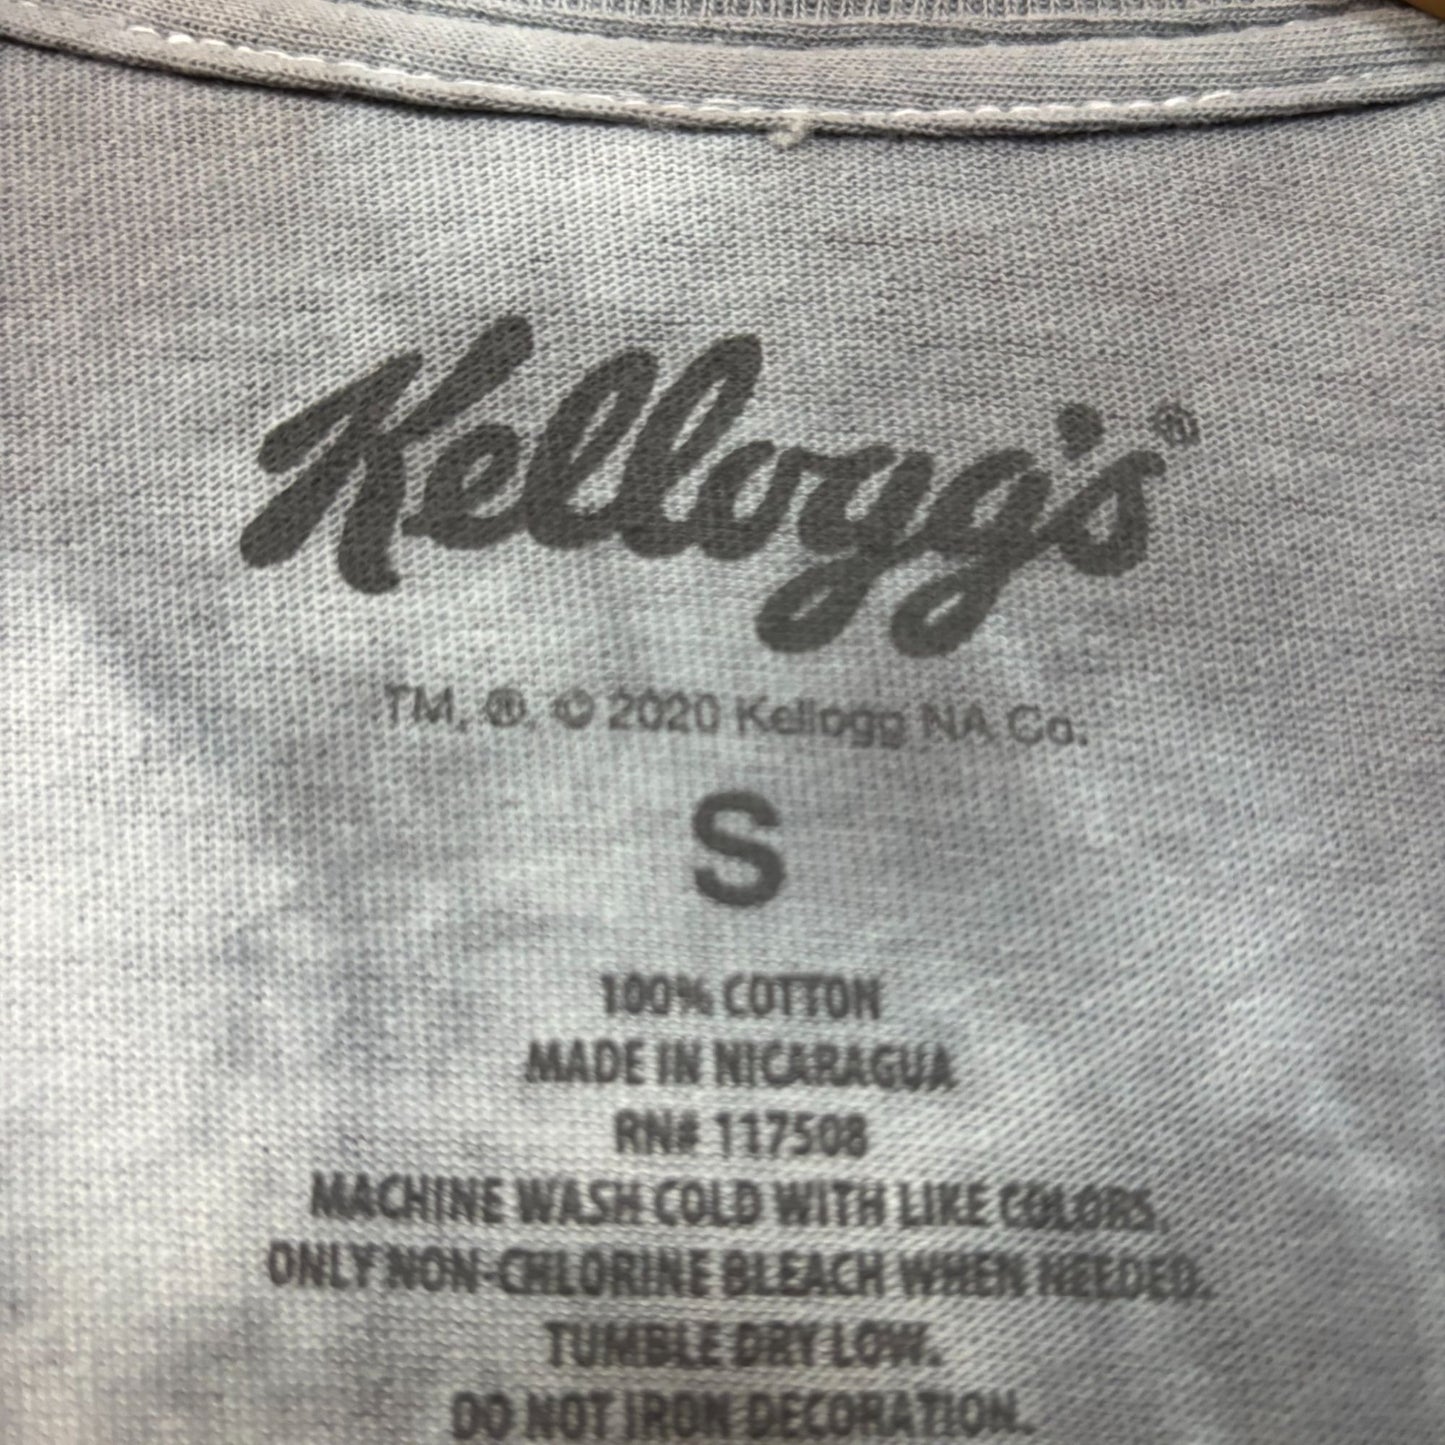 Kellogg's®
TM, ®, © 2020 Kellogg NA Co.
S
100% COTTON
MADE IN NICARAGUA
RN# 117508
MACHINE WASH COLD WITH LIKE COLORS.
ONLY NON-CHLORINE BLEACH WHEN NEEDED.
TUMBLE DRY LOW.
DO NOT IRON DECORATION.